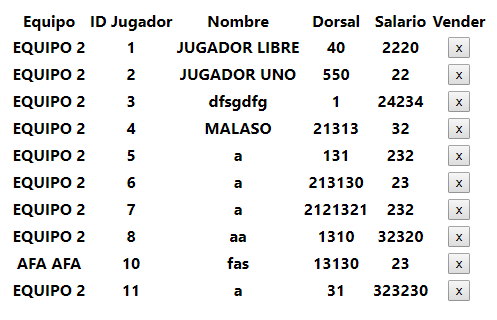 Equipo ID Jugador Nombre Dorsal Salario Vender
EQUIPO 2 1 JUGADOR LIBRE 40 2220 x
EQUIPO 2 2 JUGADOR UNO 550 22 x
EQUIPO 2 3 dfsgdfg 1 24234 x
EQUIPO 2 4 MALASO 21313 32 x
EQUIPO 2 5 a 131 232 x
EQUIPO 2 6 a 213130 23 x
EQUIPO 2 7 a 2121321 232 x
EQUIPO 2 8 aa 1310 32320 x
AFA AFA 10 fas 13130 23 x
EQUIPO 2 11 a 31 323230 x